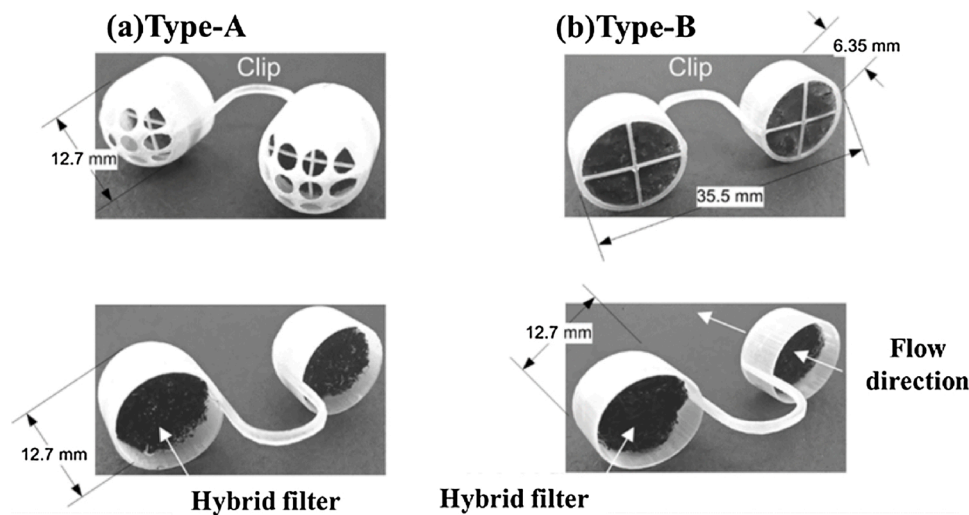 (a)Type-A
(b)Type-B
Clip
12.7 mm
Clip
6.35 mm
35.5 mm
12.7 mm
Hybrid filter
12.7 mm
Flow
direction
Hybrid filter